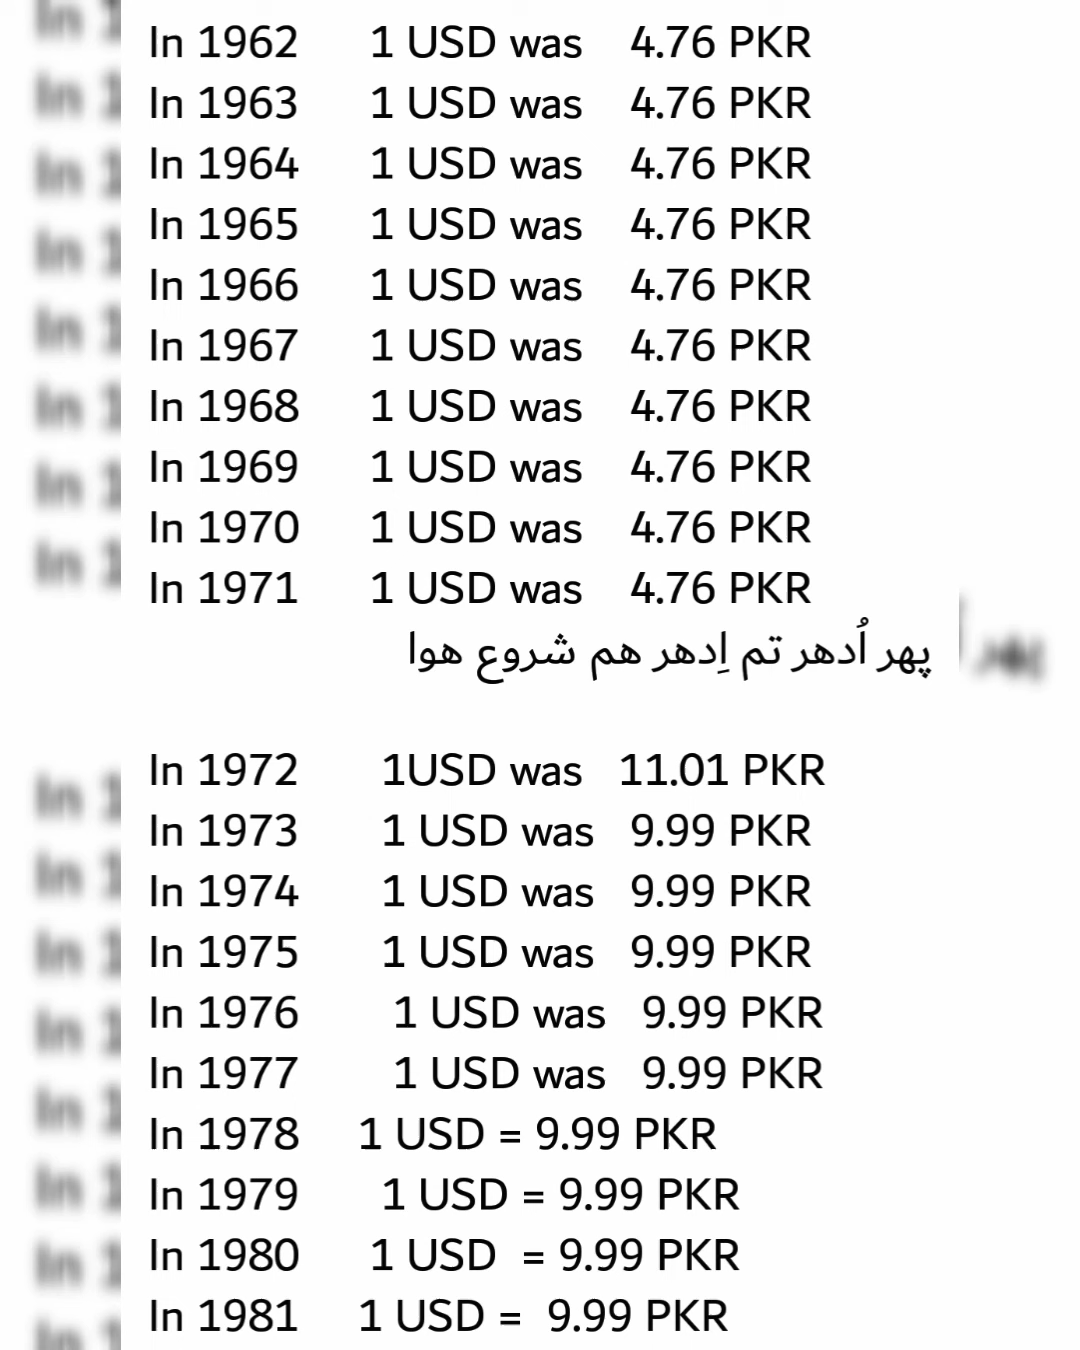 In 1962 1 USD was 4.76 PKR
In 1963 1 USD was 4.76 PKR
In 1964 1 USD was 4.76 PKR
In 1965 1 USD was 4.76 PKR
In 1966 1 USD was 4.76 PKR
In 1967 1 USD was 4.76 PKR
In 1968 1 USD was 4.76 PKR
In 1969 1 USD was 4.76 PKR
In 1970 1 USD was 4.76 PKR
In 1971 1 USD was 4.76 PKR
پھر اُدھر تم اِدھر ھم شروع ھوا
In 1972 1USD was 11.01 PKR
In 1973 1 USD was 9.99 PKR
In 1974 1 USD was 9.99 PKR
In 1975 1 USD was 9.99 PKR
In 1976 1 USD was 9.99 PKR
In 1977 1 USD was 9.99 PKR
In 1978 1 USD = 9.99 PKR
In 1979 1 USD = 9.99 PKR
In 1980 1 USD = 9.99 PKR
In 1981 1 USD = 9.99 PKR